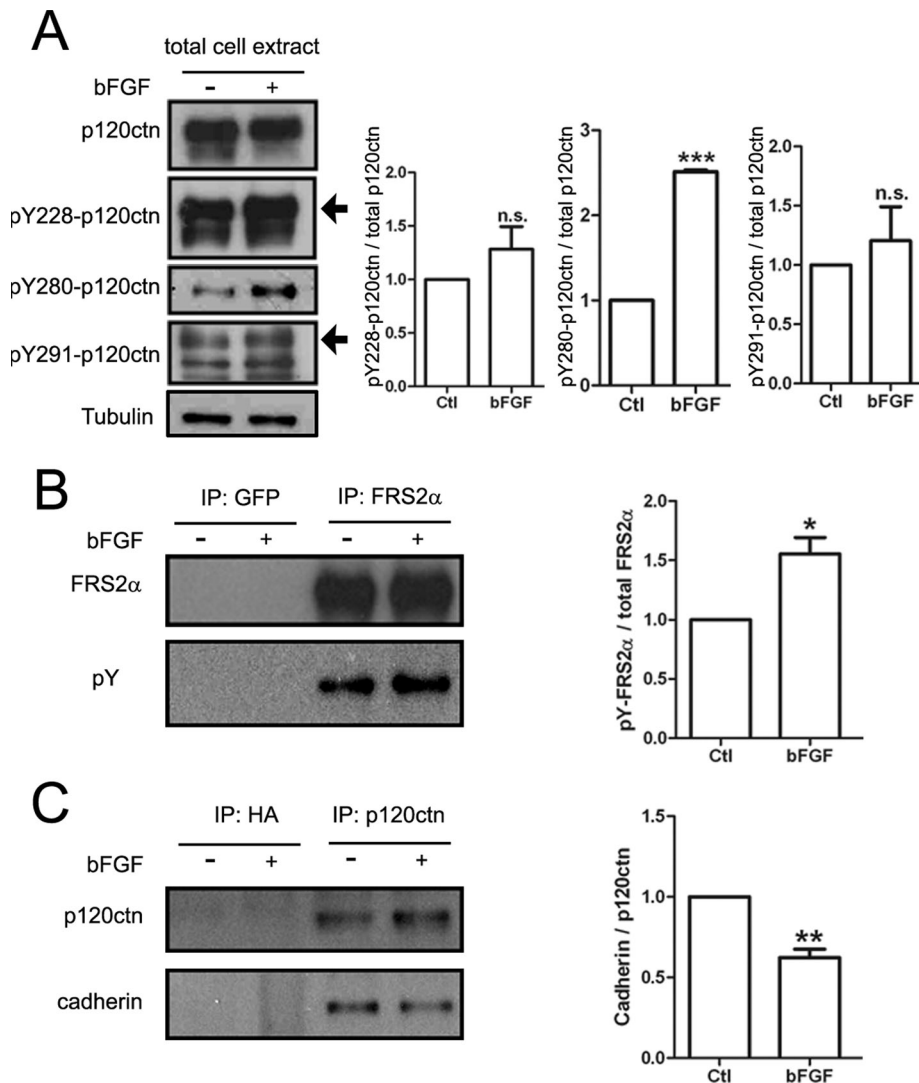 A
total cell extract
bFGF - +
p120ctn
pY228-p120ctn
pY280-p120ctn
pY291-p120ctn
Tubulin
pY228-p120ctn / total p120ctn
2.0
1.5
1.0
0.5
0.0
n.s.
Ctl bFGF
pY280-p120ctn / total p120ctn
3
2
1
0
***
Ctl bFGF
pY291-p120ctn / total p120ctn
2.0
1.5
1.0
0.5
0.0
n.s.
Ctl bFGF
B
IP: GFP IP: FRS2α
bFGF - + - +
FRS2α
pY
pY-FRS2α / total FRS2α
2.0
1.5
1.0
0.5
0.0
*
Ctl bFGF
C
IP: HA IP: p120ctn
bFGF - + - +
p120ctn
cadherin
Cadherin / p120ctn
1.5
1.0
0.5
0.0
**
Ctl bFGF